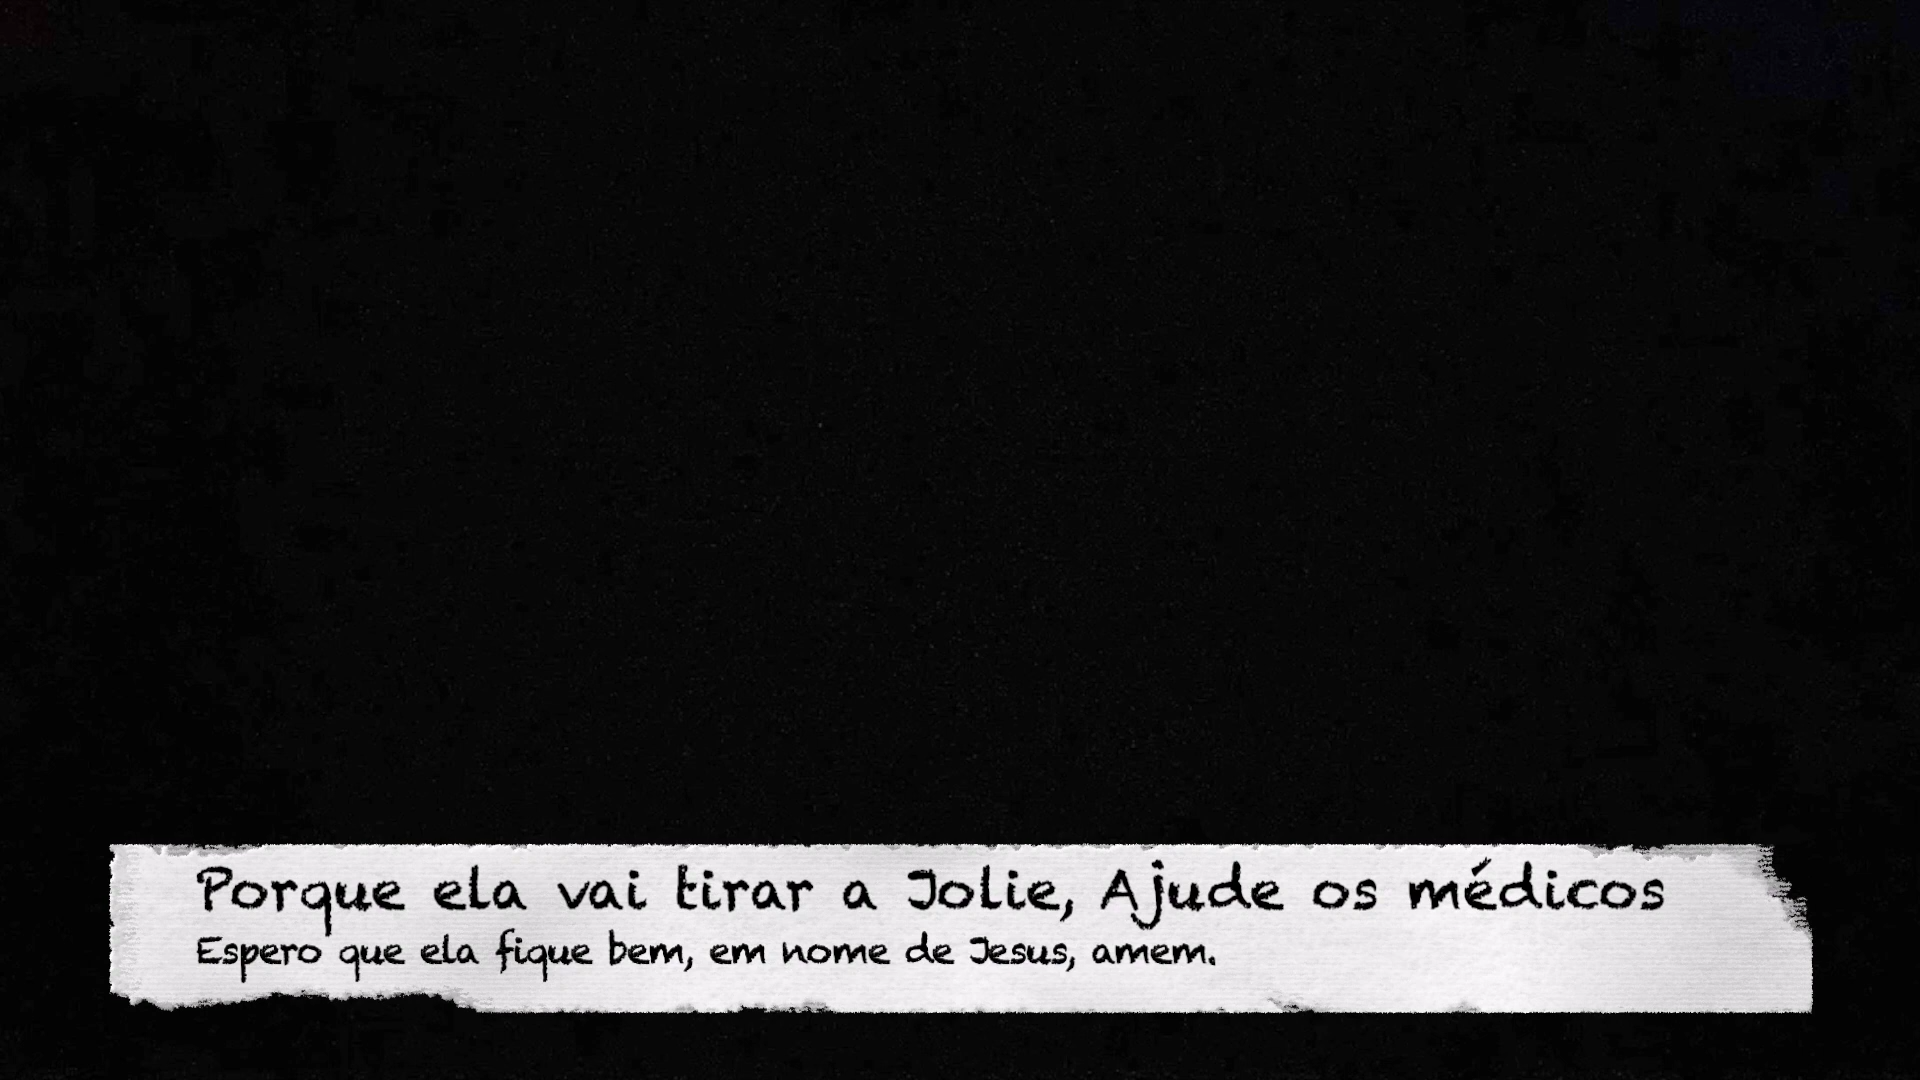 Porque ela vai tirar a Jolie, Ajude os médicos
Espero que ela fique bem, em nome de Jesus, amem.